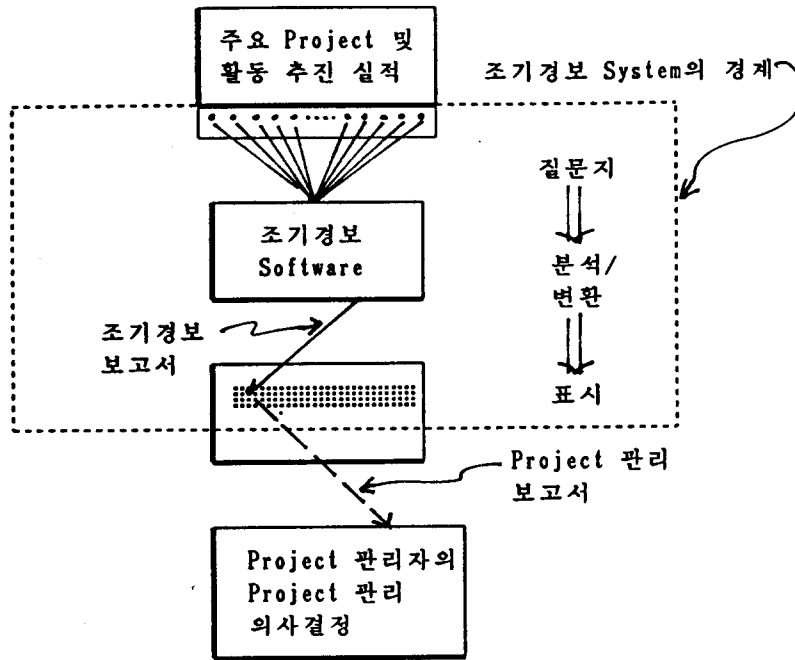 주요 Project 및
활동 추진 실적
조기경보 System의 경계
질문지
조기경보
Software
분석/
변환
조기경보
보고서
표시
Project 관리
보고서
Project 관리자의
Project 관리
의사결정